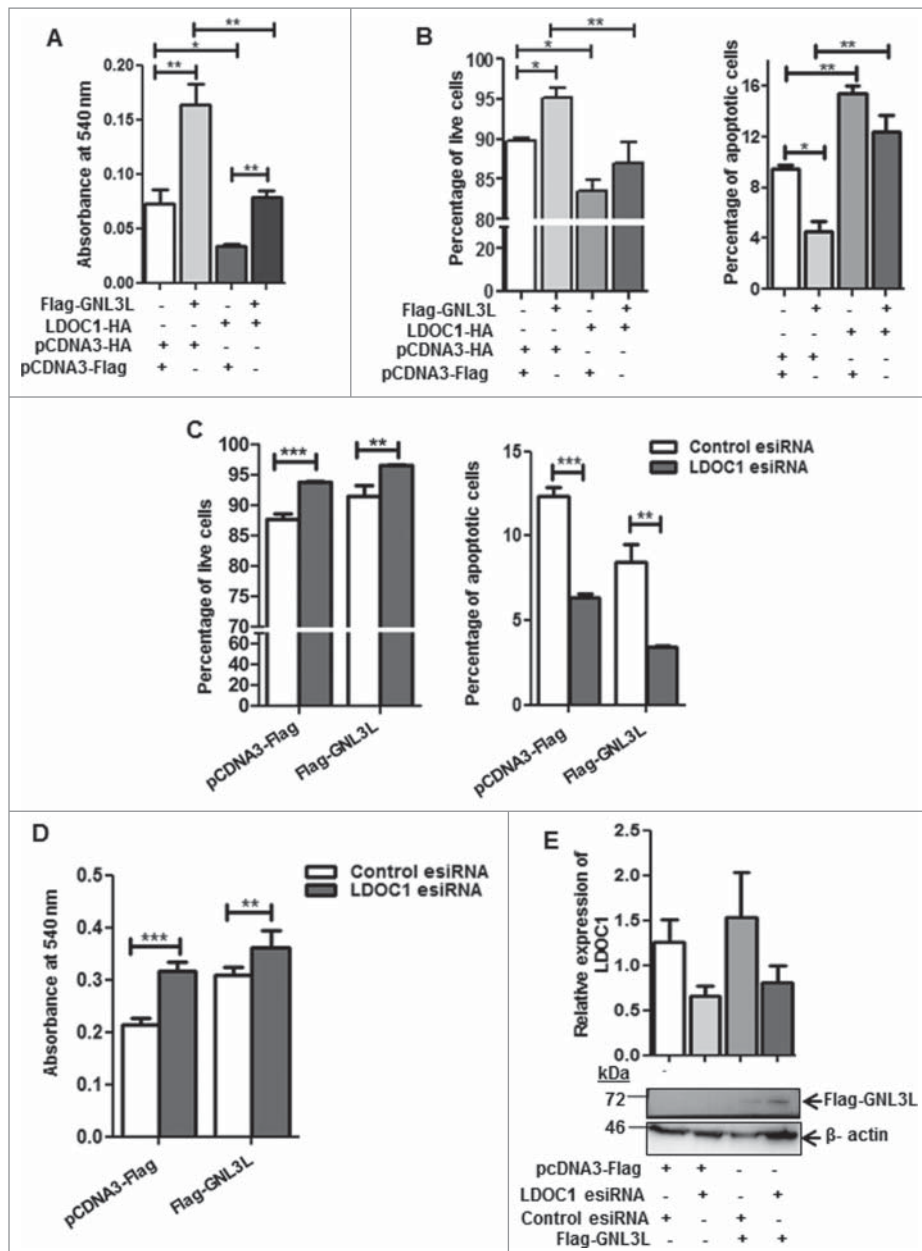 A
** 
*
**
**
Absorbance at 540 nm
0.20
0.15
0.10
0.05
0.00
Flag-GNL3L - + - +
LDOC1-HA - - + +
pCDNA3-HA + + - -
pCDNA3-Flag + - + -
B
**
*
*
Percentage of live cells
100
95
90
85
80
20
0
Flag-GNL3L - + - +
LDOC1-HA - - + +
pCDNA3-HA + + - -
pCDNA3-Flag + - + -
**
**
*
Percentage of apoptotic cells
16
12
8
4
0
- + - +
- - + +
+ + - -
+ - + -
C
***
**
Percentage of live cells
100
95
90
85
80
75
70
80
60
40
20
0
pCDNA3-Flag
Flag-GNL3L
Control esiRNA
LDOC1 esiRNA
***
**
Percentage of apoptotic cells
15
10
5
0
pCDNA3-Flag
Flag-GNL3L
D
Control esiRNA
LDOC1 esiRNA
***
**
Absorbance at 540 nm
0.5
0.4
0.3
0.2
0.1
0.0
pCDNA3-Flag
Flag-GNL3L
E
Relative expression of
LDOC1
2.5
2.0
1.5
1.0
0.5
0.0
-
kDa
72
Flag-GNL3L
46
β- actin
pcDNA3-Flag + + - -
LDOC1 esiRNA - + - +
Control esiRNA + - + -
Flag-GNL3L - - + +